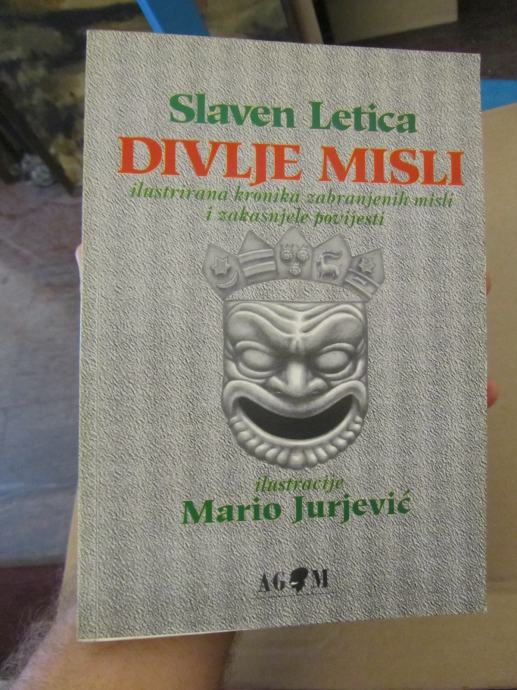 Slaven Letica
DIVLJE MISLI
ilustrirana kronika zabranjenih misli
i zakasnjele povijesti
ilustracije
Mario Jurjević
AGM